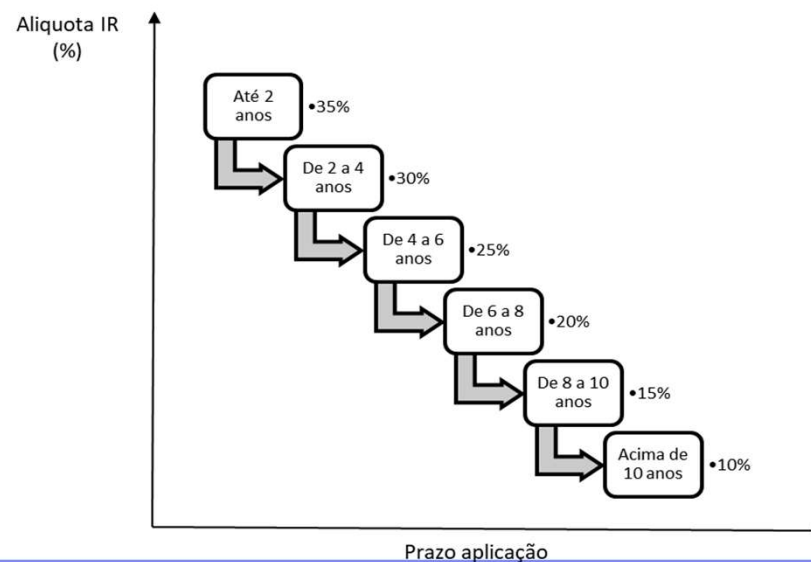 Aliquota IR
(%)
Até 2
anos
•35%
De 2 a 4
anos
•30%
De 4 a 6
anos
•25%
De 6 a 8
anos
•20%
De 8 a 10
anos
•15%
Acima de
10 anos
•10%
Prazo aplicação